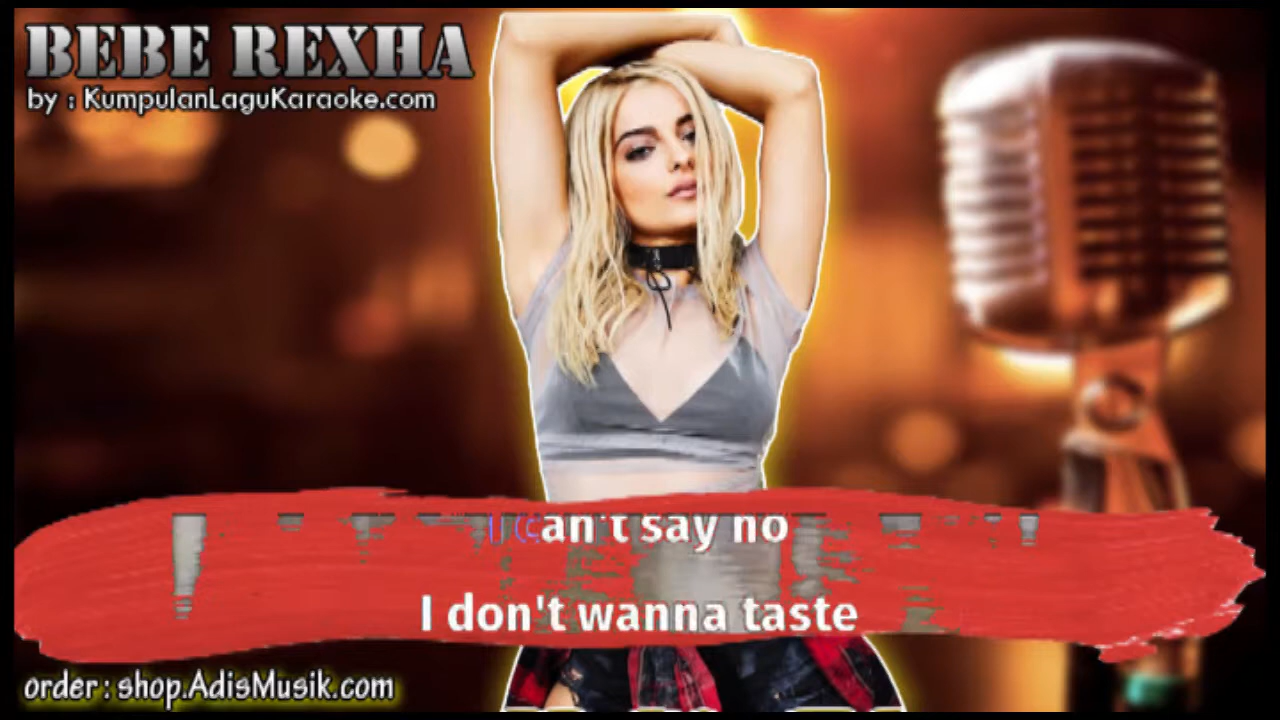 BEBE REXHA
by : KumpulanLaguKaraoke.com
I can't say no
I don't wanna taste
order : shop.AdisMusik.com